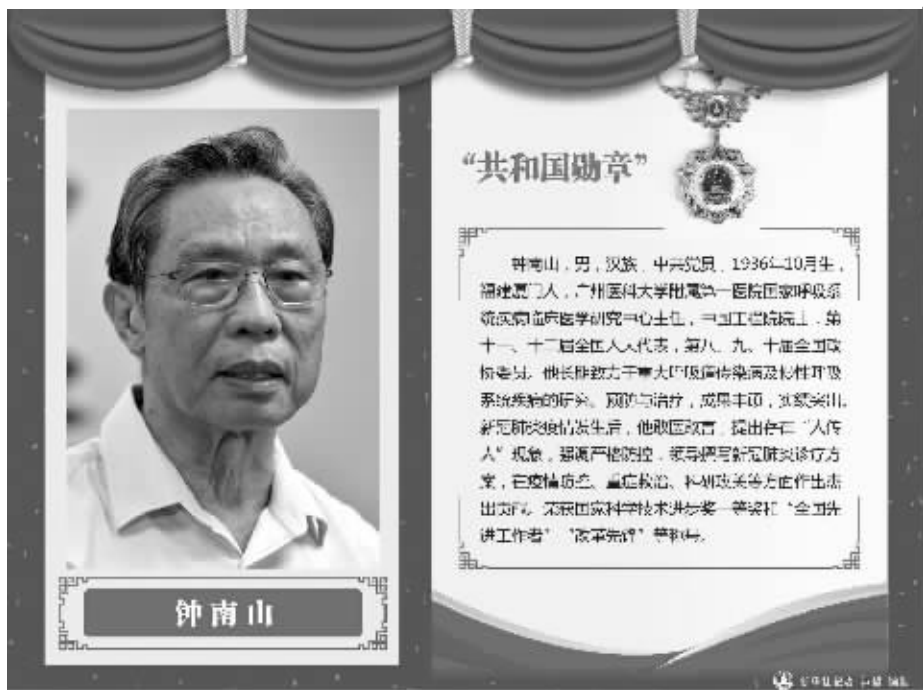 “共和国勋章”
钟南山，男，汉族，中共党员，1936年10月生，
福建厦门人，广州医科大学附属第一医院国家呼吸系
统疾病临床医学研究中心主任，中国工程院院士，第
十一、十二届全国人大代表，第八、九、十届全国政
协委员。他长期致力于重大呼吸道传染病及慢性呼吸
系统疾病的研究、预防与治疗，成果丰硕，实绩突出。
新冠肺炎疫情发生后，他敢医敢言，提出存在“人传
人”现象，强调严格防控，领导撰写新冠肺炎诊疗方
案，在疫情防控、重症救治、科研攻关等方面作出杰
出贡献。荣获国家科学技术进步奖一等奖和“全国先
进工作者”“改革先锋”等称号。
钟南山